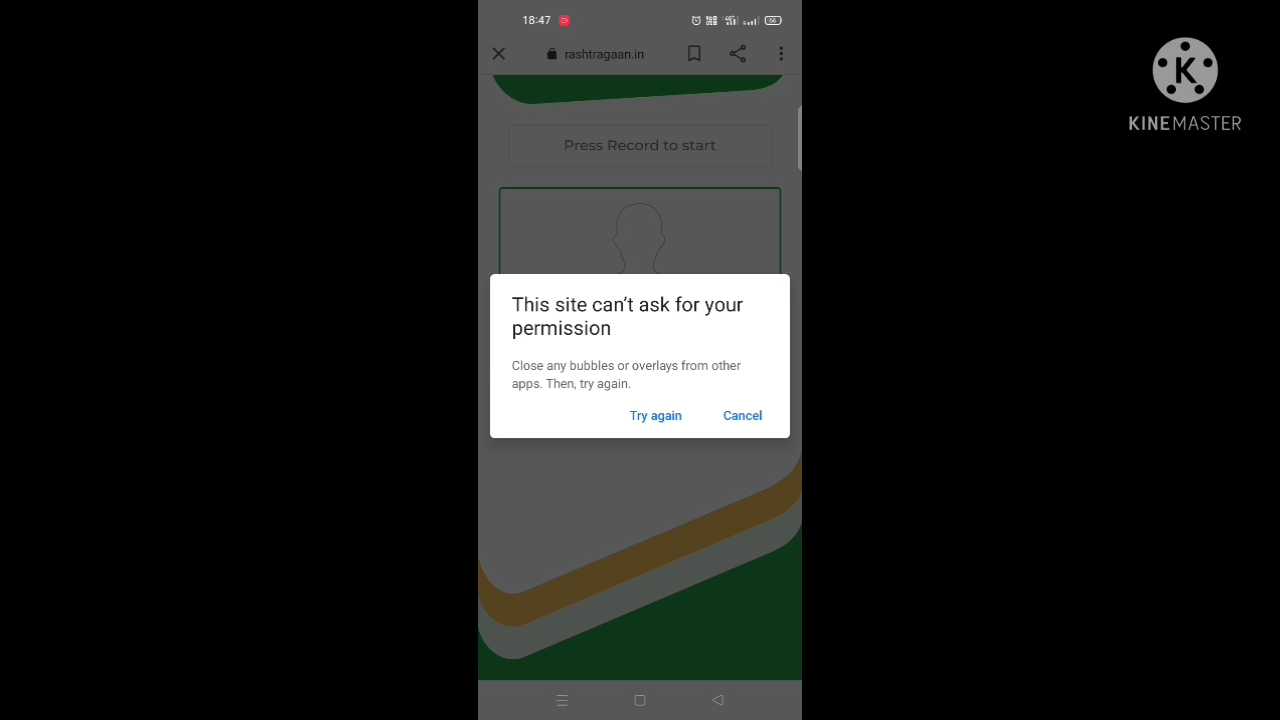 18:47
56
rashtragaan.in
Press Record to start
This site can't ask for your
permission
Close any bubbles or overlays from other
apps. Then, try again.
Try again Cancel
K
KINEMASTER